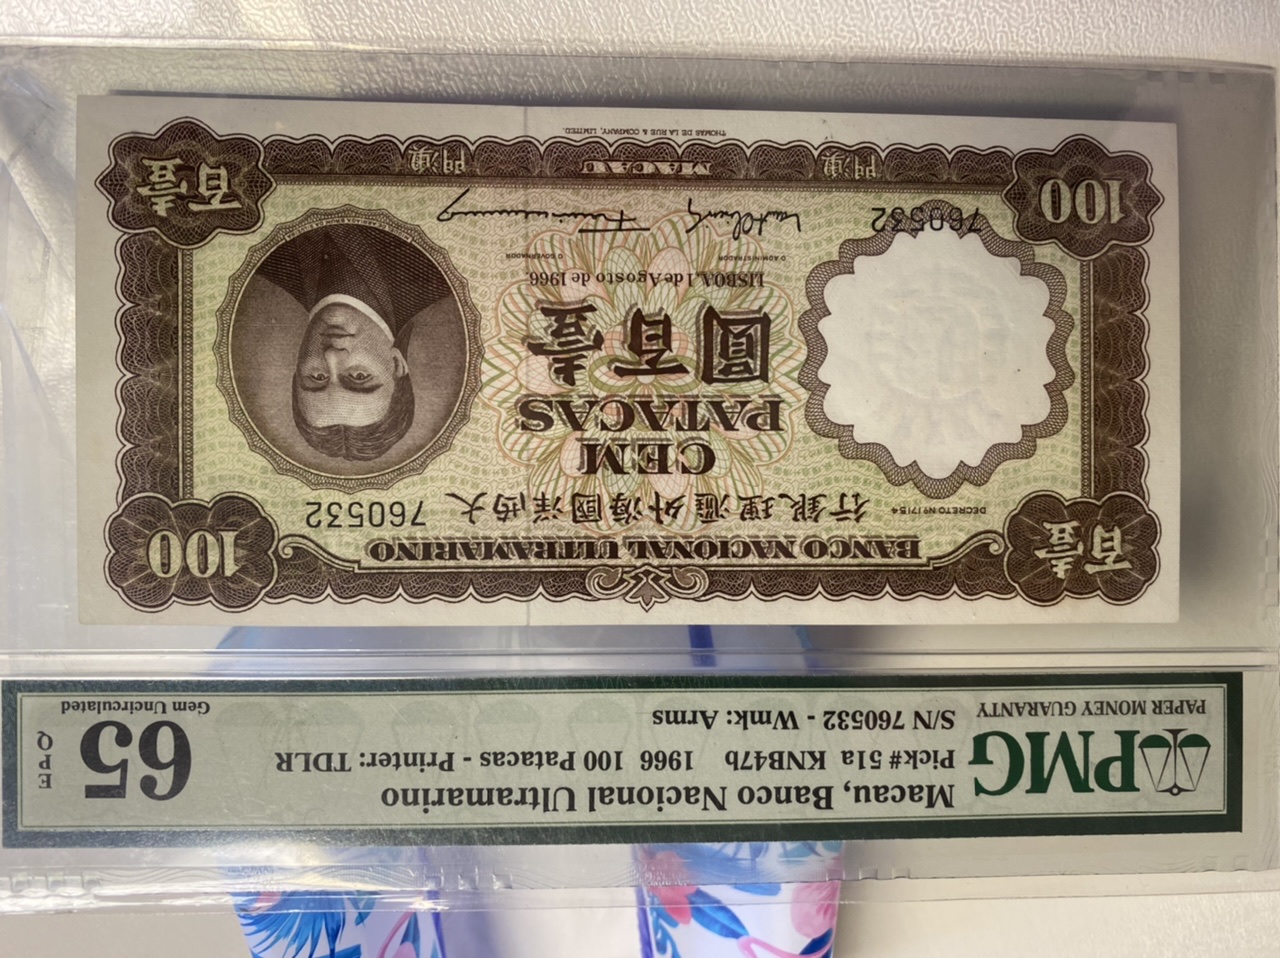 PMG
PAPER MONEY GUARANTY
Macau, Banco Nacional Ultramarino
Pick# 51a KNB47b 1966 100 Patacas - Printer: TDLR
S/N 760532 - Wmk: Arms
65
Gem Uncirculated
EPQ
百壹
BANCO NACIONAL ULTRAMARINO
100
DECRETO Nº 17154
行銀理滙外海國洋西大
760532
CEM
PATACAS
圓百壹
LISBOA, 1 de Agosto de 1966.
O ADMINISTRADOR
O GOVERNADOR
760532
100
門澳
MACAU
門澳
百壹
THOMAS DE LA RUE & COMPANY, LIMITED.